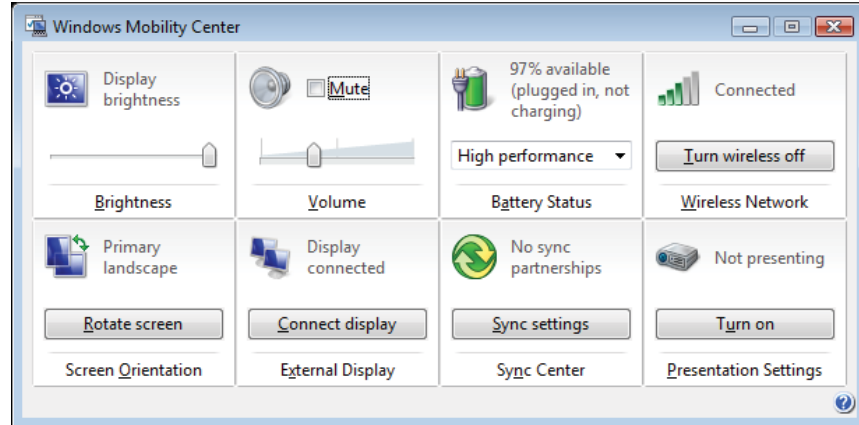 Windows Mobility Center
Display
brightness
Brightness
Mute
Volume
97% available
(plugged in, not
charging)
High performance
Battery Status
Connected
Turn wireless off
Wireless Network
Primary
landscape
Rotate screen
Screen Orientation
Display
connected
Connect display
External Display
No sync
partnerships
Sync settings
Sync Center
Not presenting
Turn on
Presentation Settings
?